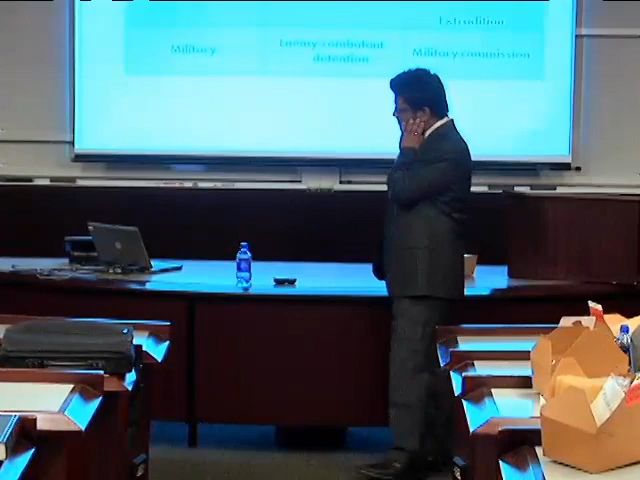 Extradition
Military
Enemy combatant
detention
Military commission